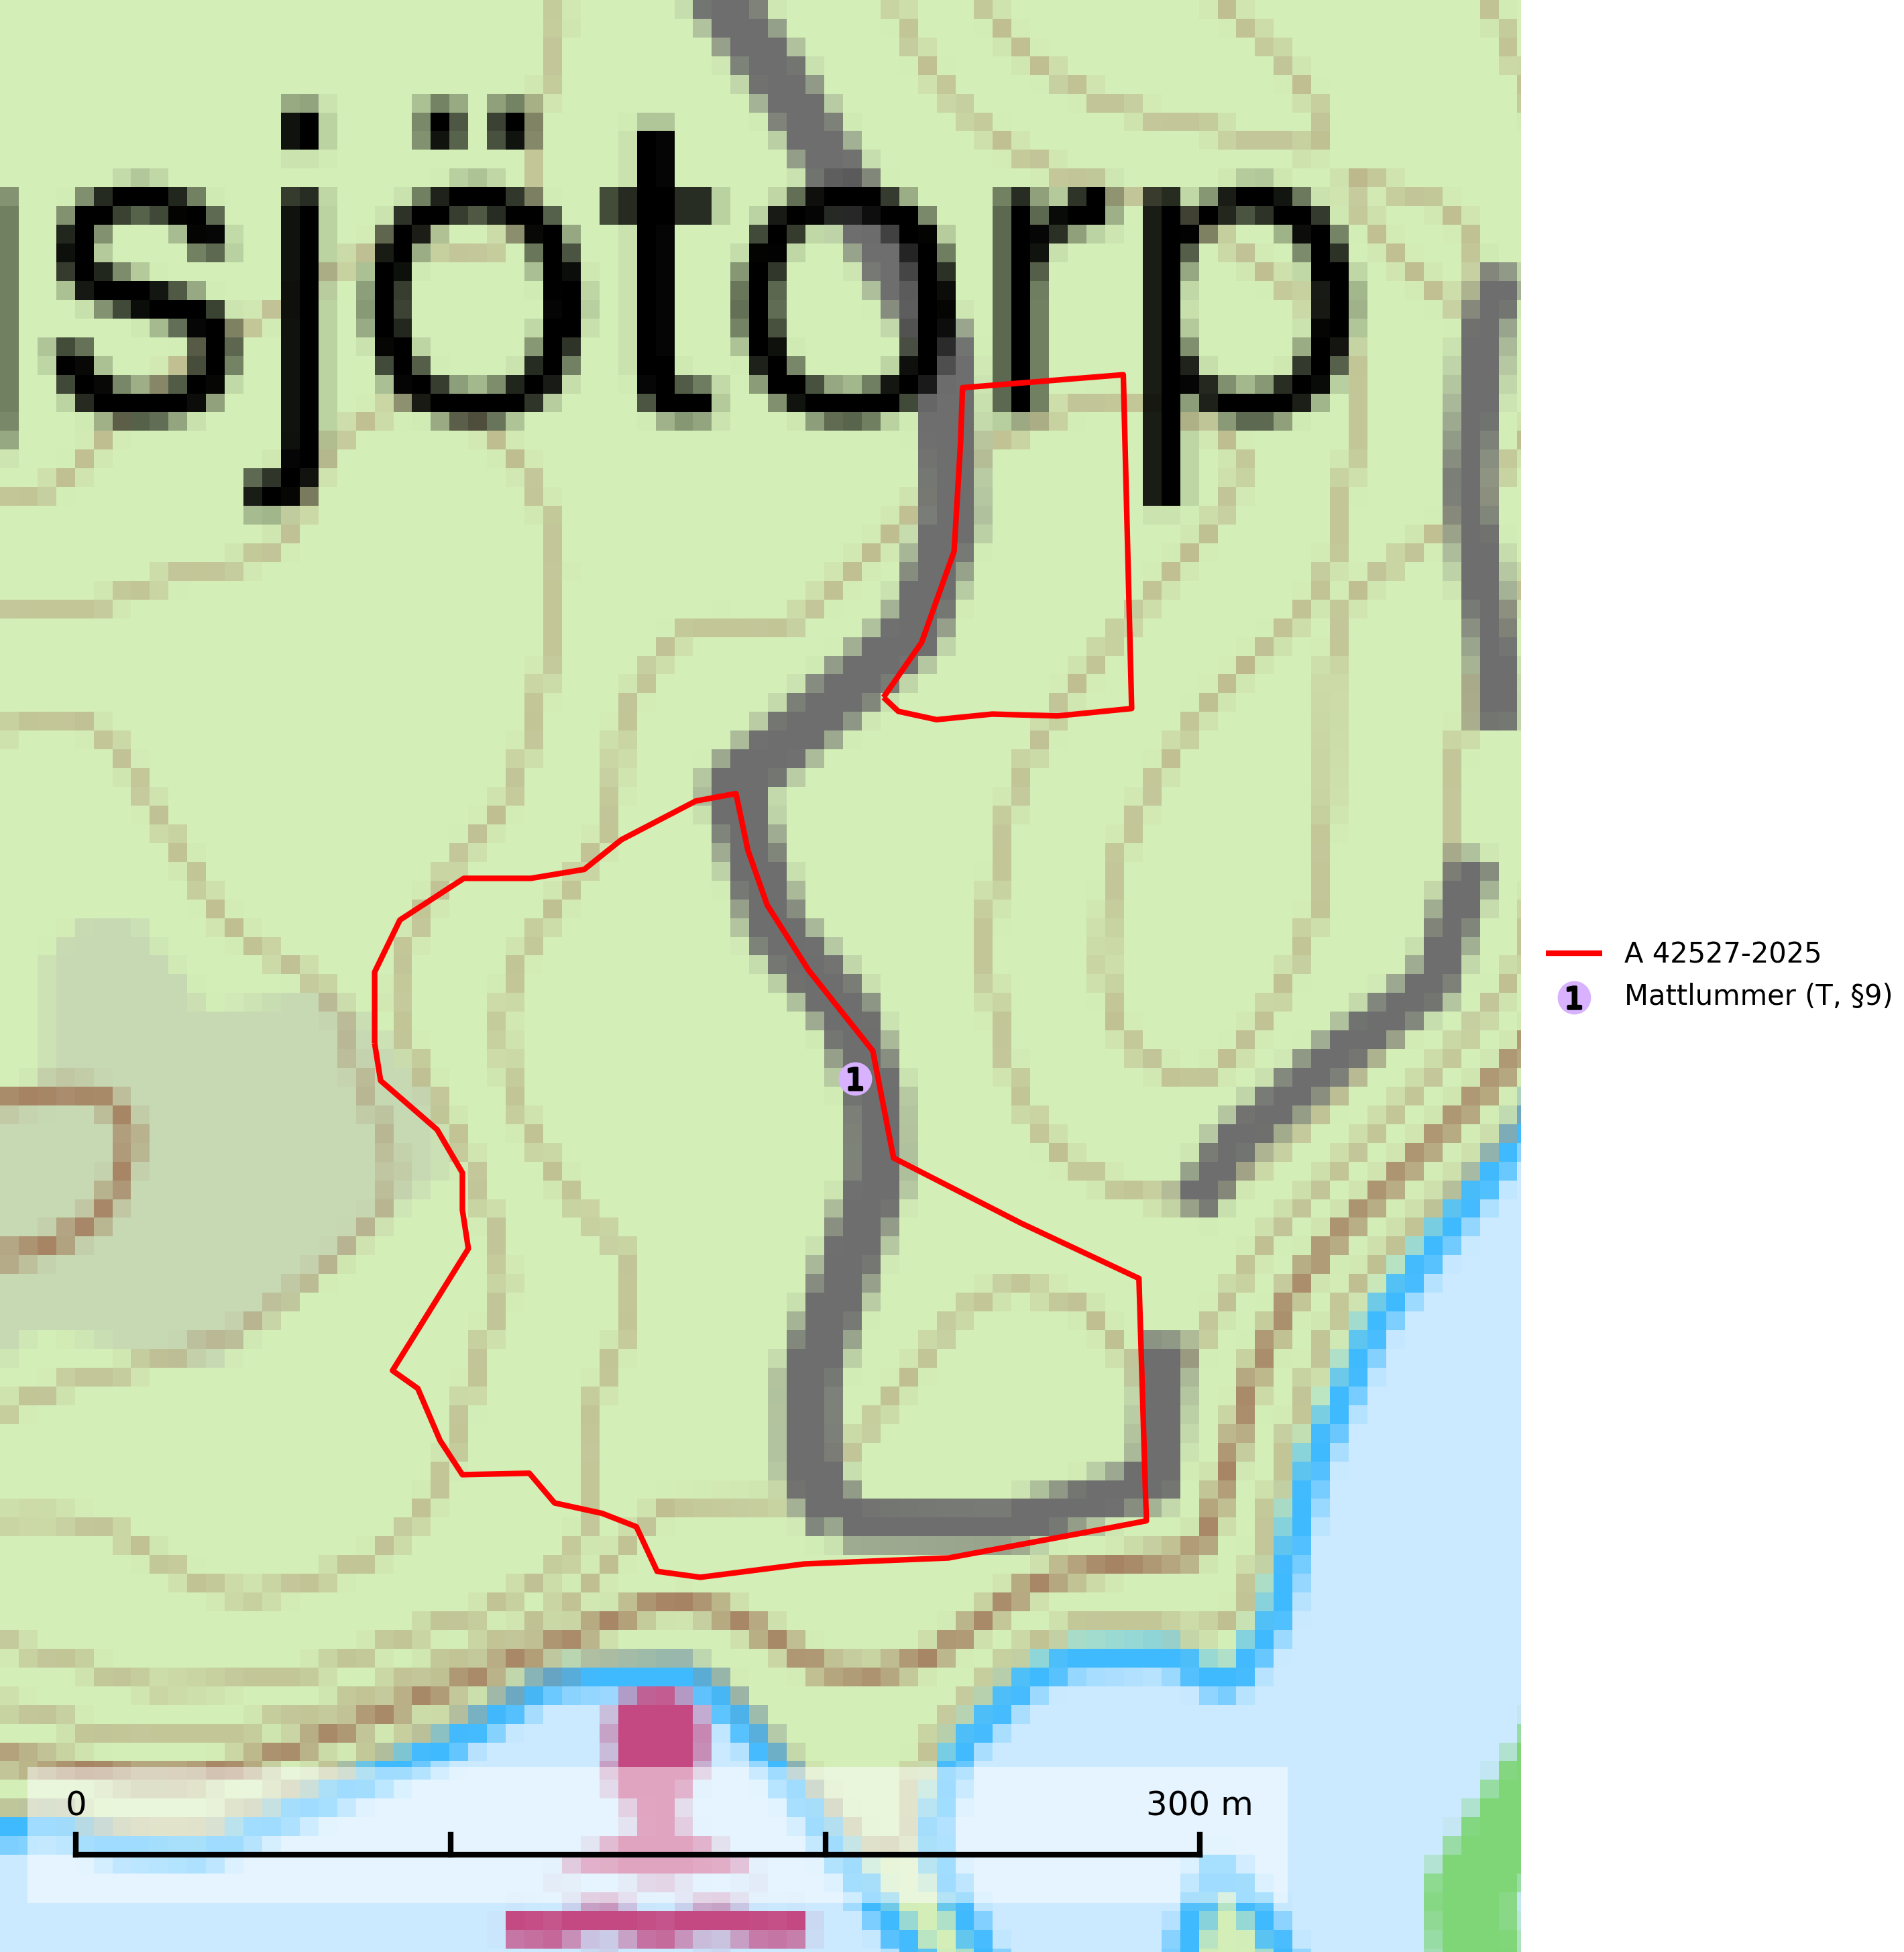 sjötorp
A 42527-2025
1
1 Mattlummer (T, §9)
0
300 m